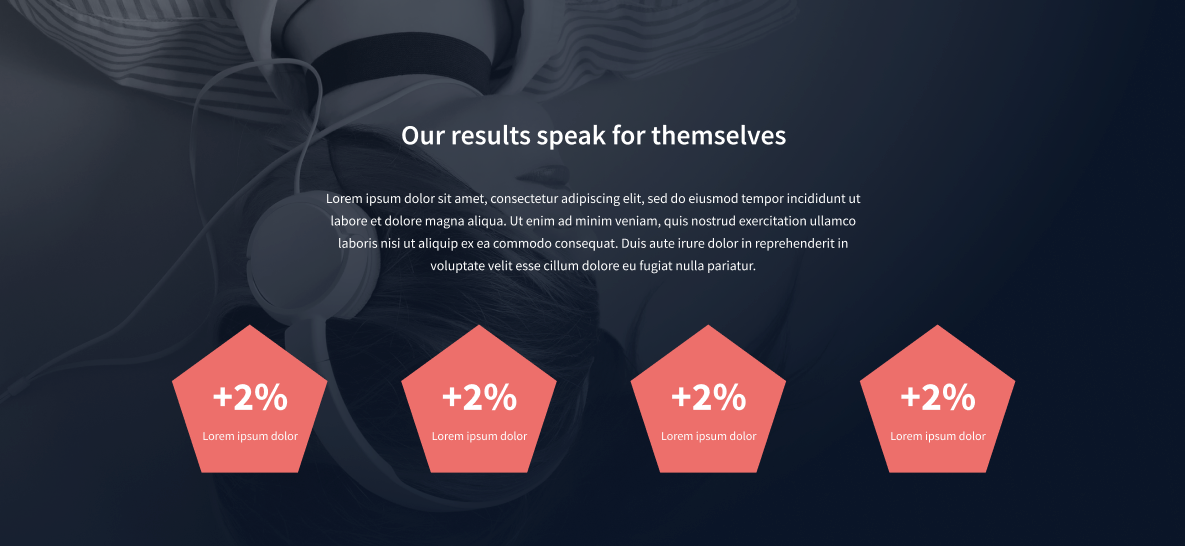 Our results speak for themselves
Lorem ipsum dolor sit amet, consectetur adipiscing elit, sed do eiusmod tempor incididunt ut
labore et dolore magna aliqua. Ut enim ad minim veniam, quis nostrud exercitation ullamco
laboris nisi ut aliquip ex ea commodo consequat. Duis aute irure dolor in reprehenderit in
voluptate velit esse cillum dolore eu fugiat nulla pariatur.
+2% +2% +2% +2%
Lorem ipsum dolor Lorem ipsum dolor Lorem ipsum dolor Lorem ipsum dolor